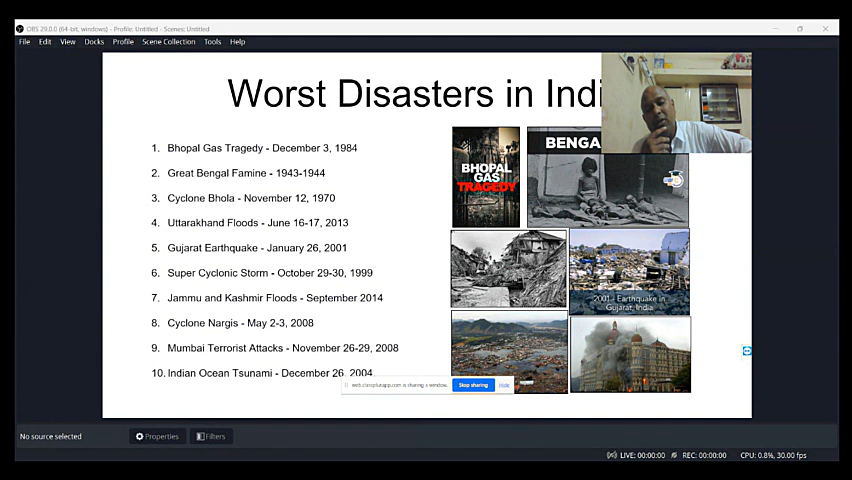 OBS 29.0.0 (64-bit, windows) - Profile: Untitled - Scenes: Untitled
File Edit View Docks Profile Scene Collection Tools Help
Worst Disasters in Indi
1. Bhopal Gas Tragedy - December 3, 1984
2. Great Bengal Famine - 1943-1944
3. Cyclone Bhola - November 12, 1970
4. Uttarakhand Floods - June 16-17, 2013
5. Gujarat Earthquake - January 26, 2001
6. Super Cyclonic Storm - October 29-30, 1999
7. Jammu and Kashmir Floods - September 2014
8. Cyclone Nargis - May 2-3, 2008
9. Mumbai Terrorist Attacks - November 26-29, 2008
10. Indian Ocean Tsunami - December 26, 2004
BHOPAL
GAS
TRAGEDY
BENGA
2001 - Earthquake in
Gujarat, India
web.classplusapp.com is sharing a window. Stop sharing Hide
No source selected Properties Filters
LIVE: 00:00:00 REC: 00:00:00 CPU: 0.8%, 30.00 fps